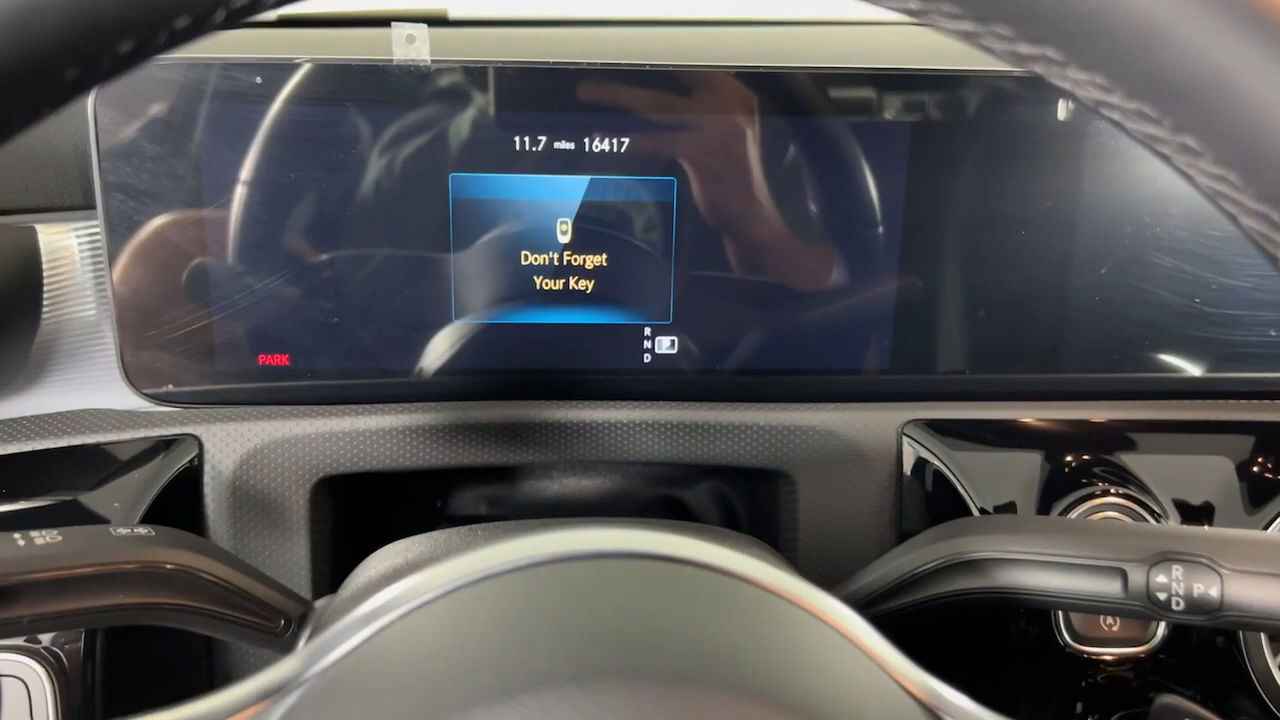 11.7 miles 16417
Don't Forget
Your Key
R
N P
D
PARK
R
N P
D
A